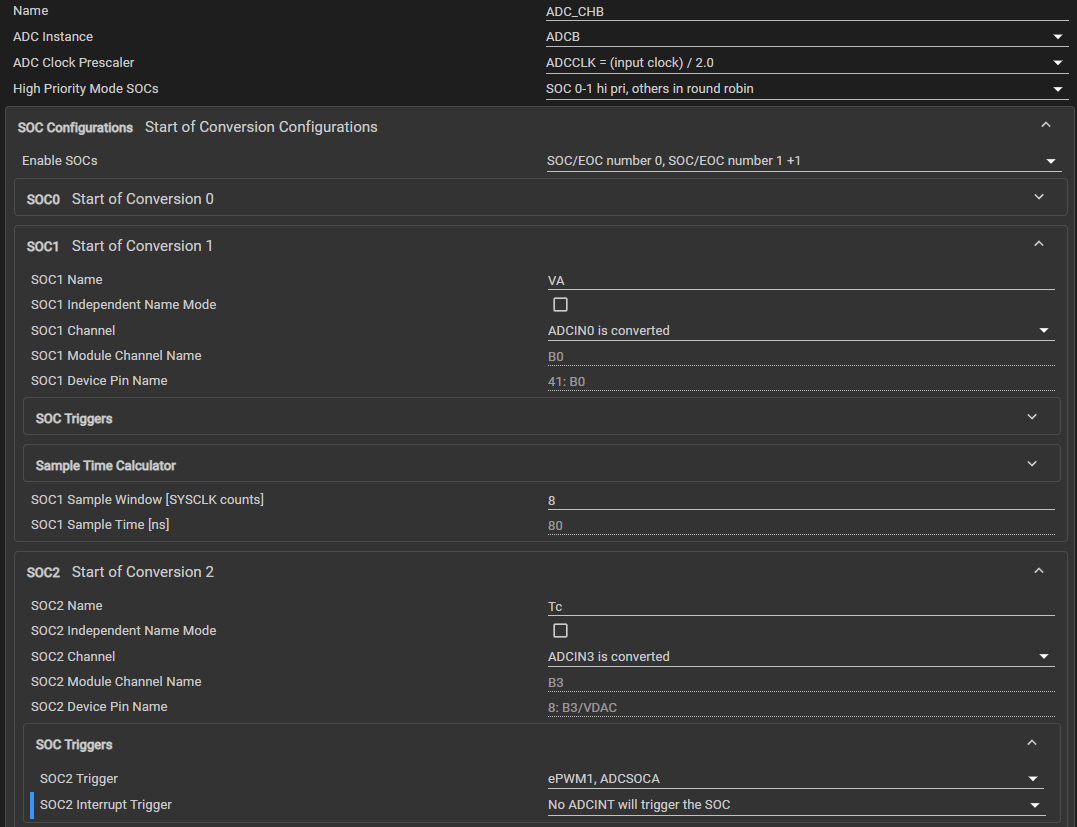 Name ADC_CHB
ADC Instance ADCB
ADC Clock Prescaler ADCCLK = (input clock) / 2.0
High Priority Mode SOCs SOC 0-1 hi pri, others in round robin
SOC Configurations Start of Conversion Configurations
Enable SOCs SOC/EOC number 0, SOC/EOC number 1 +1
SOC0 Start of Conversion 0
SOC1 Start of Conversion 1
SOC1 Name VA
SOC1 Independent Name Mode
SOC1 Channel ADCIN0 is converted
SOC1 Module Channel Name B0
SOC1 Device Pin Name 41: B0
SOC Triggers
Sample Time Calculator
SOC1 Sample Window [SYSCLK counts] 8
SOC1 Sample Time [ns] 80
SOC2 Start of Conversion 2
SOC2 Name Tc
SOC2 Independent Name Mode
SOC2 Channel ADCIN3 is converted
SOC2 Module Channel Name B3
SOC2 Device Pin Name 8: B3/VDAC
SOC Triggers
SOC2 Trigger ePWM1, ADCSOCA
SOC2 Interrupt Trigger No ADCINT will trigger the SOC